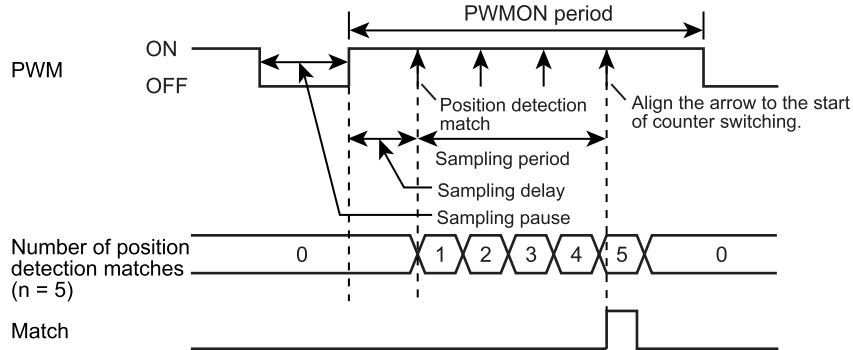 PWMON period
ON
PWM
OFF
Position detection
match
Align the arrow to the start
of counter switching.
Sampling period
Sampling delay
Sampling pause
Number of position
detection matches
(n = 5)
0 1 2 3 4 5 0
Match